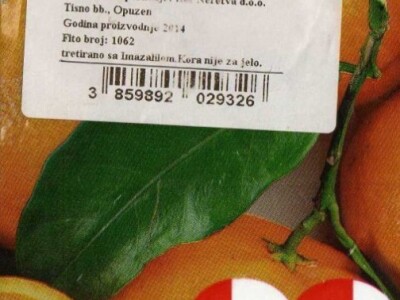 Neretva d.o.o.
Tisno bb., Opuzen
Godina proizvodnje 2014
Fito broj: 1062
tretirano sa Imazalilom.Kora nije za jelo.
3 859892 029326